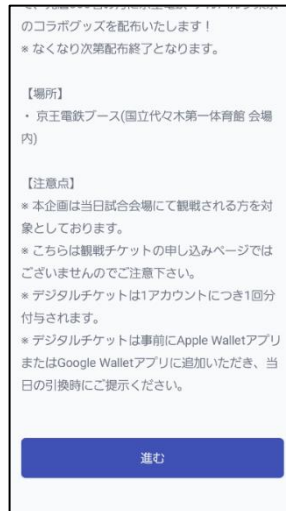 のコラボグッズを配布いたします！
* なくなり次第配布終了となります。
【場所】
・ 京王電鉄ブース(国立代々木第一体育館 会場
内)
【注意点】
* 本企画は当日試合会場にて観戦される方を対
象としております。
* こちらは観戦チケットの申し込みページでは
ございませんのでご注意下さい。
* デジタルチケットは1アカウントにつき1回分
付与されます。
* デジタルチケットは事前にApple Walletアプリ
またはGoogle Walletアプリに追加いただき、当
日の引換時にご提示ください。
進む